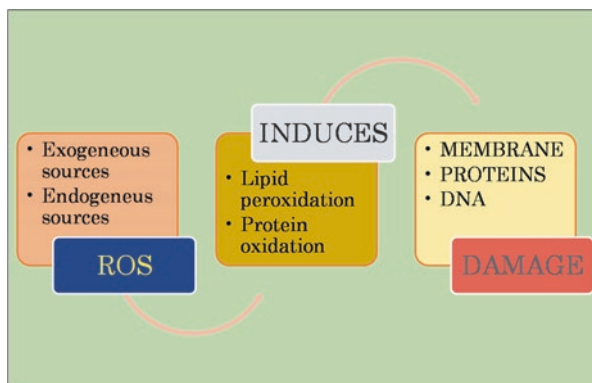 • Exogeneous
sources
• Endogeneus
sources
ROS
INDUCES
• Lipid
peroxidation
• Protein
oxidation
• MEMBRANE
• PROTEINS
• DNA
DAMAGE